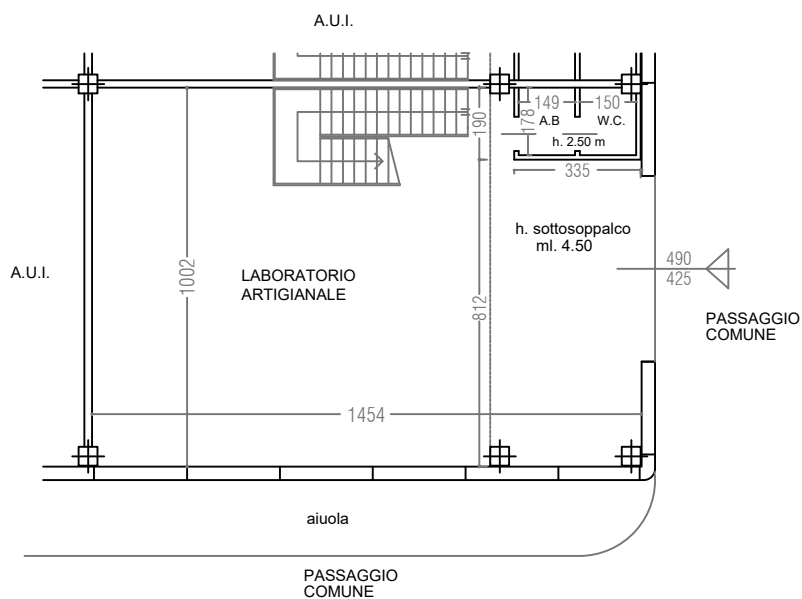 A.U.I.
149
150
A.B
W.C.
178
190
h. 2.50 m
335
h. sottosoppalco
ml. 4.50
490
425
A.U.I.
1002
LABORATORIO
ARTIGIANALE
812
PASSAGGIO
COMUNE
1454
aiuola
PASSAGGIO
COMUNE